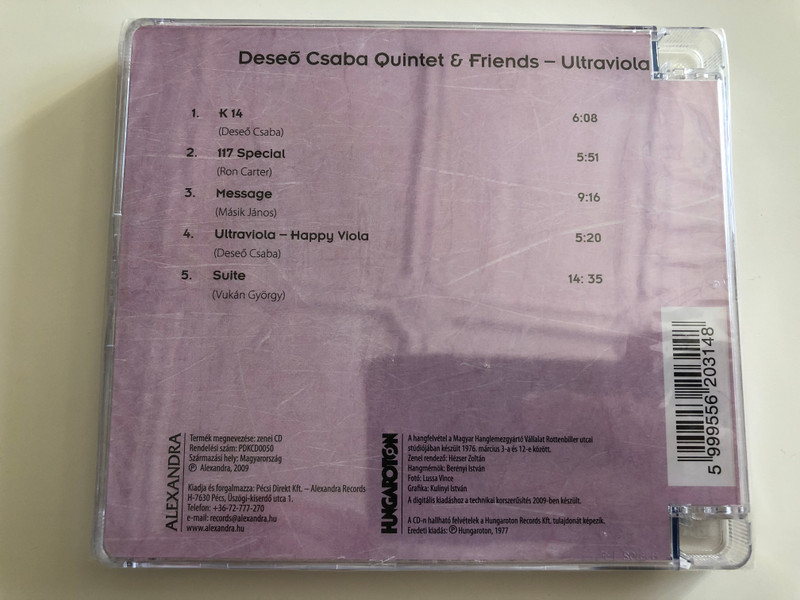 Deseő Csaba Quintet & Friends – Ultraviola
1. K 14 6:08
(Deseő Csaba)
2. 117 Special 5:51
(Ron Carter)
3. Message 9:16
(Másik János)
4. Ultraviola – Happy Viola 5:20
(Deseő Csaba)
5. Suite 14: 35
(Vukán György)
ALEXANDRA
Termék megnevezése: zenei CD
Rendelési szám: PDKCD0050
Származási hely: Magyarország
Ⓟ Alexandra, 2009
Kiadja és forgalmazza: Pécsi Direkt Kft. – Alexandra Records
H-7630 Pécs, Üszögi-kiserdő utca 1.
Telefon: +36-72-777-270
e-mail: records@alexandra.hu
www.alexandra.hu
HUNGAROTON
A hangfelvétel a Magyar Hanglemezgyártó Vállalat Rottenbiller utcai
stúdiójában készült 1976. március 3-a és 12-e között.
Zenei rendező: Hézser Zoltán
Hangmérnök: Berényi István
Fotó: Lussa Vince
Grafika: Kulinyi István
A digitális kiadáshoz a technikai korszerűsítés 2009-ben készült.
A CD-n hallható felvételek a Hungaroton Records Kft. tulajdonát képezik.
Eredeti kiadás: Ⓟ Hungaroton, 1977
5 999556 203148